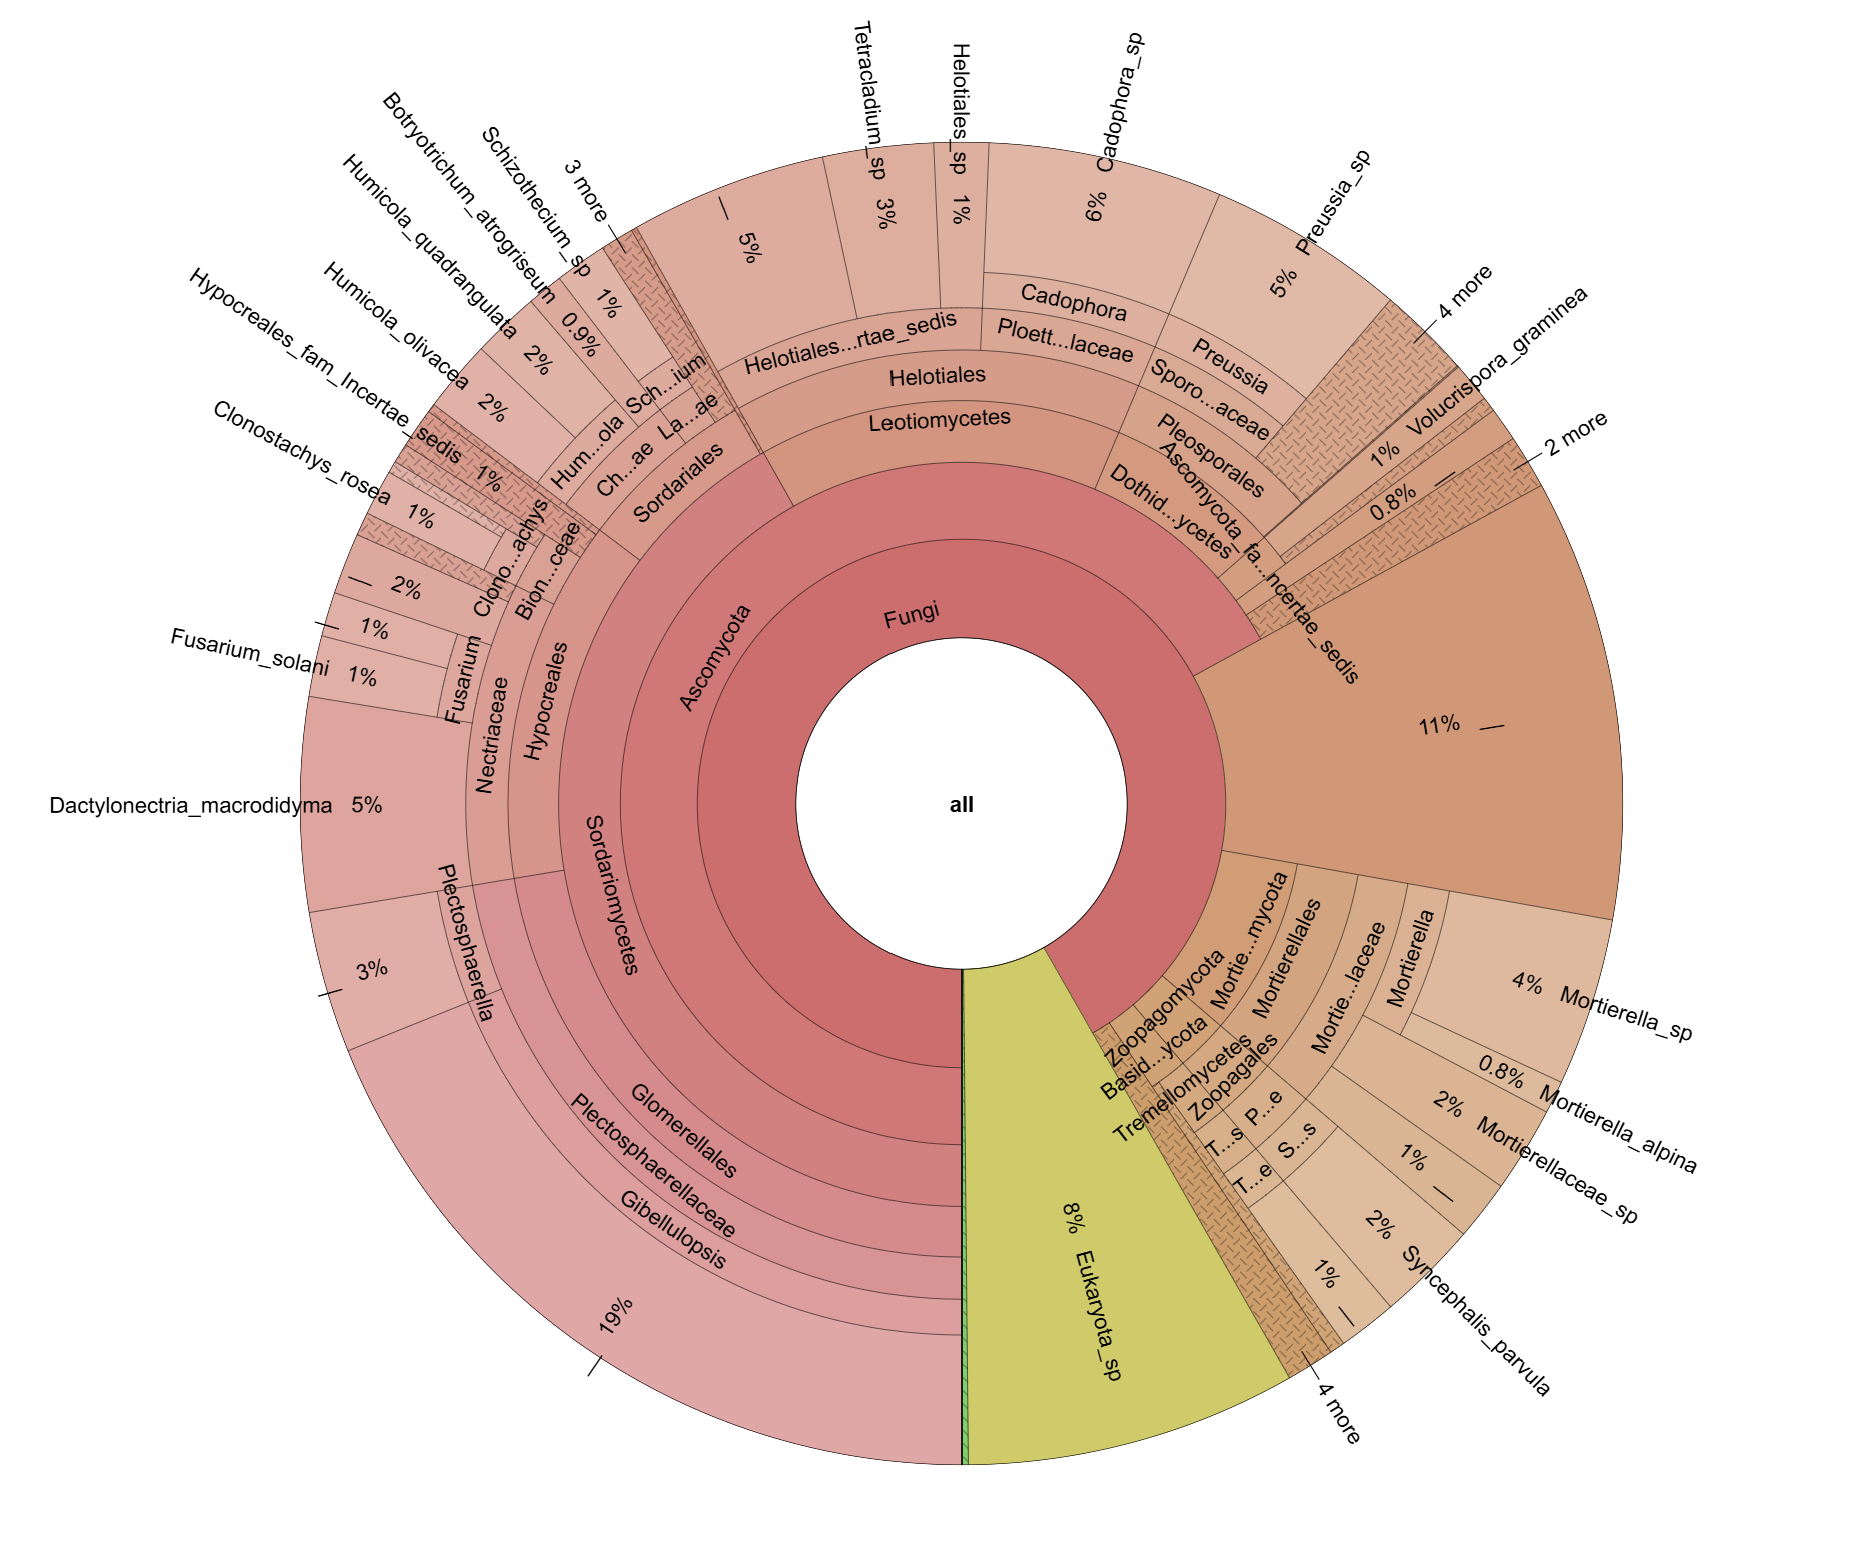 all
Fungi
Ascomycota
Sordariomycetes
Glomerellales
Plectosphaerellaceae
Gibellulopsis
19%
Plectosphaerella
3%
Hypocreales
Nectriaceae
Dactylonectria_macrodidyma 5%
Fusarium
Fusarium_solani 1%
1%
2%
Bion...ceae
Clono...achys
Clonostachys_rosea 1%
Hypocreales_fam_Incertae_sedis 1%
Sordariales
Ch...ae
Hum...ola
Humicola_olivacea 2%
Humicola_quadrangulata 2%
Botryotrichum_atrogriseum 0.9%
La...ae
Sch...ium
Schizothecium_sp 1%
3 more
Leotiomycetes
Helotiales
Helotiales...rtae_sedis
5%
Tetracladium_sp 3%
Helotiales_sp 1%
Ploett...laceae
Cadophora
6% Cadophora_sp
Dothid...ycetes
Pleosporales
Sporo...aceae
Preussia
5% Preussia_sp
4 more
Ascomycota_fa...ncertae_sedis
1% Volucrispora_graminea
0.8%
2 more
11%
Mortie...mycota
Mortierellales
Mortie...laceae
Mortierella
4% Mortierella_sp
0.8% Mortierella_alpina
2% Mortierellaceae_sp
1%
Zoopagomycota
Zoopagales
P...e
S...s
2% Syncephalis_parvula
Basid...ycota
Tremellomycetes
T...s
T...e
1%
4 more
8% Eukaryota_sp